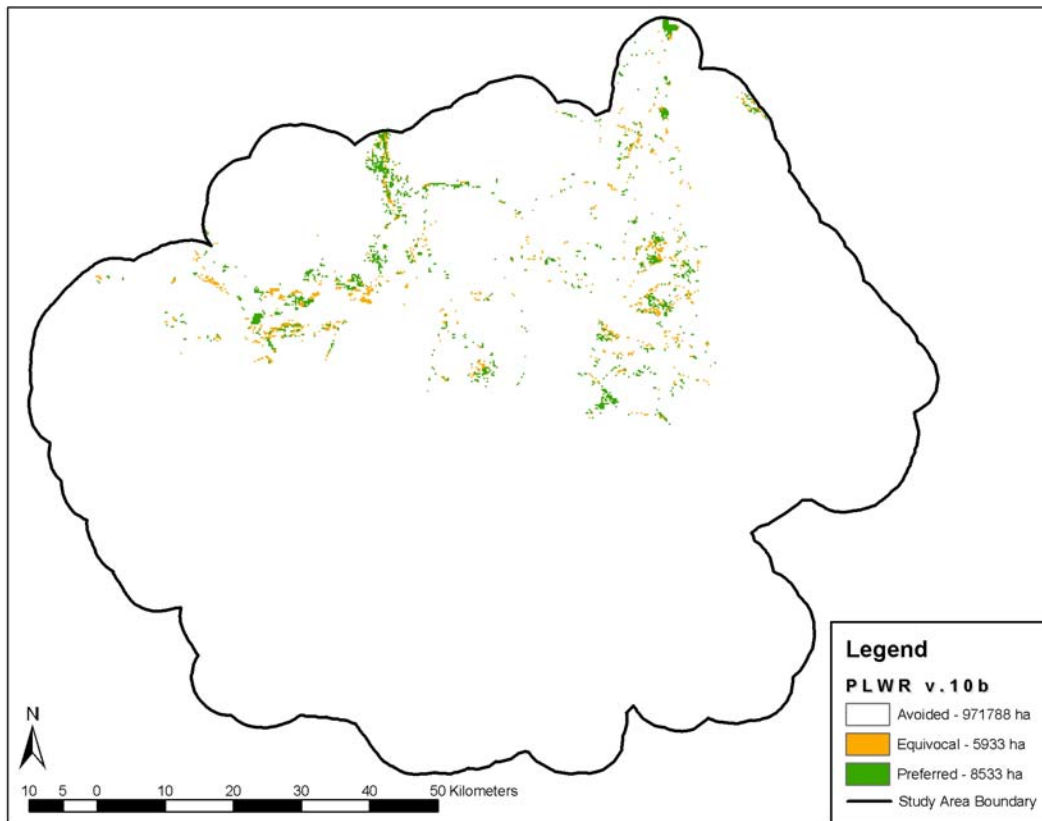 Legend
PLWR v.10b
Avoided - 971788 ha
Equivocal - 5933 ha
Preferred - 8533 ha
Study Area Boundary
N
10 5 0 10 20 30 40 50 Kilometers